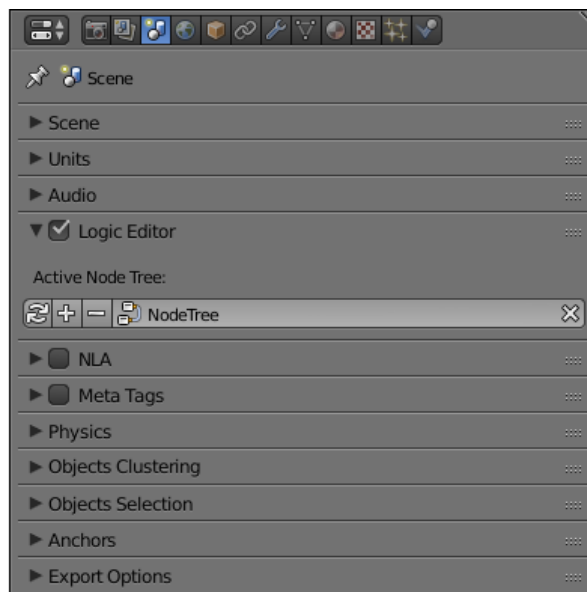 Scene
Scene
Units
Audio
Logic Editor
Active Node Tree:
NodeTree
NLA
Meta Tags
Physics
Objects Clustering
Objects Selection
Anchors
Export Options